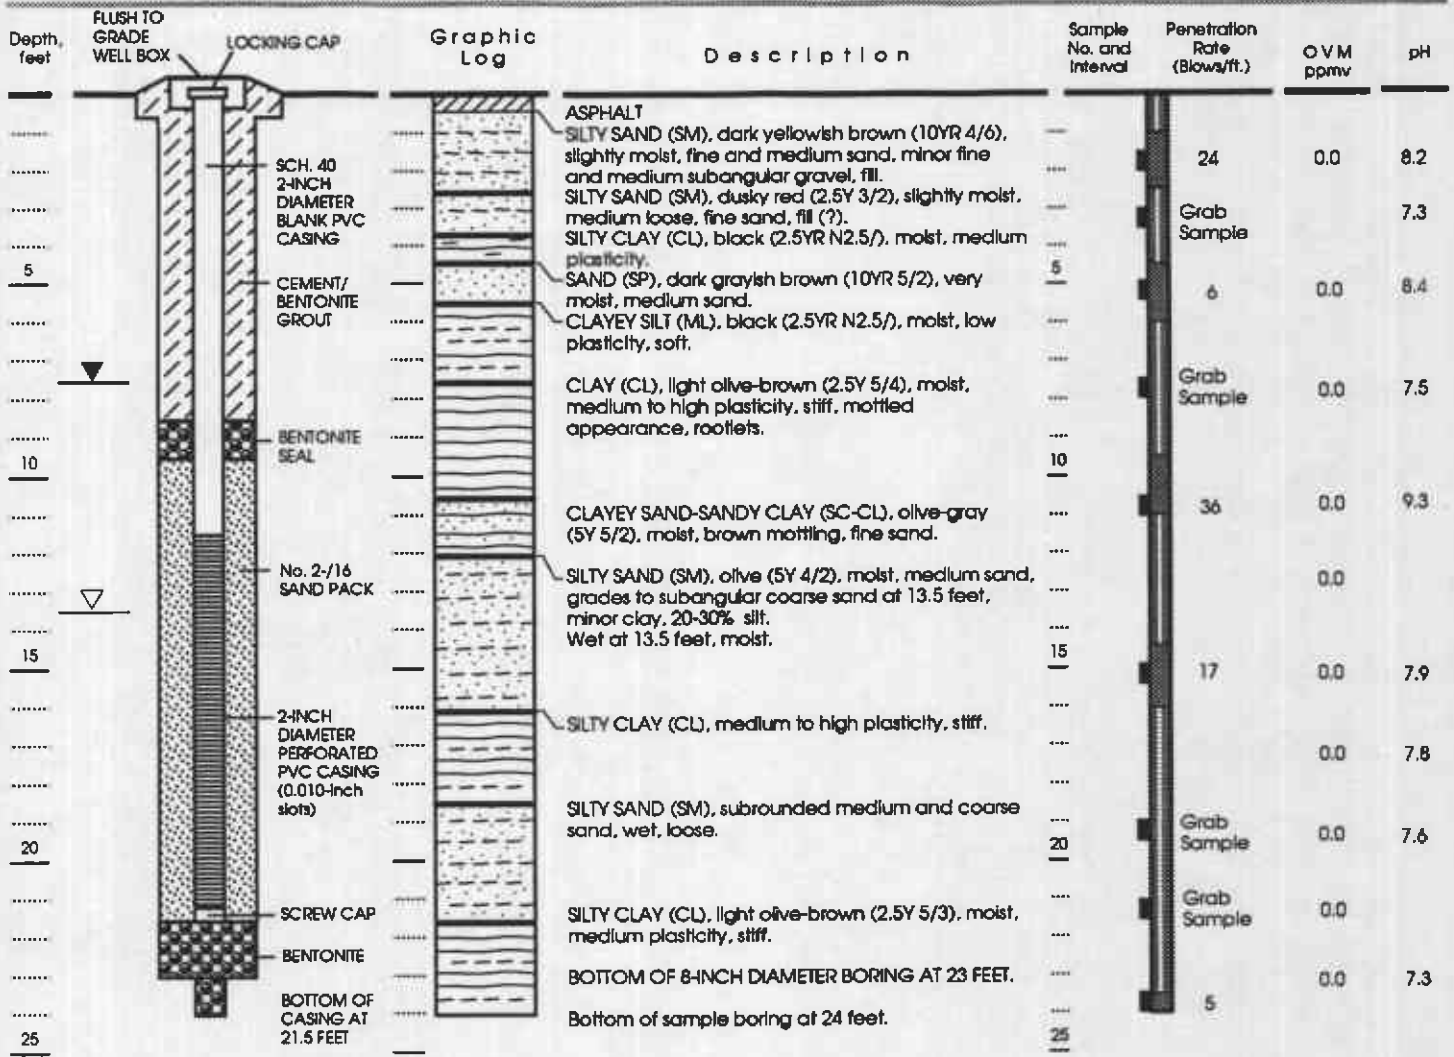 Depth, feet
FLUSH TO
GRADE
WELL BOX
LOCKING CAP
Graphic
Log
Description
Sample
No. and
Interval
Penetration
Rate
(Blows/ft.)
OVM
ppmv
pH
5
10
15
20
25
SCH. 40
2-INCH
DIAMETER
BLANK PVC
CASING
CEMENT/
BENTONITE
GROUT
BENTONITE
SEAL
No. 2-/16
SAND PACK
2-INCH
DIAMETER
PERFORATED
PVC CASING
(0.010-inch
slots)
SCREW CAP
BENTONITE
BOTTOM OF
CASING AT
21.5 FEET
ASPHALT
SILTY SAND (SM), dark yellowish brown (10YR 4/6),
slightly moist, fine and medium sand, minor fine
and medium subangular gravel, fill.
SILTY SAND (SM), dusky red (2.5Y 3/2), slightly moist,
medium loose, fine sand, fill (?).
SILTY CLAY (CL), black (2.5YR N2.5/), moist, medium
plasticity.
SAND (SP), dark grayish brown (10YR 5/2), very
moist, medium sand.
CLAYEY SILT (ML), black (2.5YR N2.5/), moist, low
plasticity, soft.
CLAY (CL), light olive-brown (2.5Y 5/4), moist,
medium to high plasticity, stiff, mottled
appearance, rootlets.
CLAYEY SAND-SANDY CLAY (SC-CL), olive-gray
(5Y 5/2), moist, brown mottling, fine sand.
SILTY SAND (SM), olive (5Y 4/2), moist, medium sand,
grades to subangular coarse sand at 13.5 feet,
minor clay, 20-30% silt.
Wet at 13.5 feet, moist.
SILTY CLAY (CL), medium to high plasticity, stiff.
SILTY SAND (SM), subrounded medium and coarse
sand, wet, loose.
SILTY CLAY (CL), light olive-brown (2.5Y 5/3), moist,
medium plasticity, stiff.
BOTTOM OF 8-INCH DIAMETER BORING AT 23 FEET.
Bottom of sample boring at 24 feet.
5
10
15
20
25
24 0.0 8.2
Grab
Sample
7.3
6 0.0 8.4
Grab
Sample
0.0 7.5
36 0.0 9.3
0.0
17 0.0 7.9
0.0 7.8
Grab
Sample
0.0 7.6
Grab
Sample
0.0
0.0 7.3
5